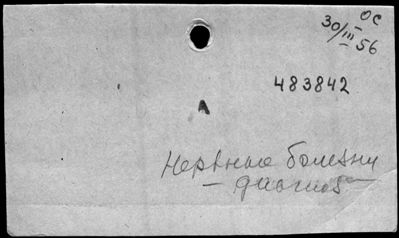 ОС
30/III 56
483842
А
Нервные болезни
— диагноз —